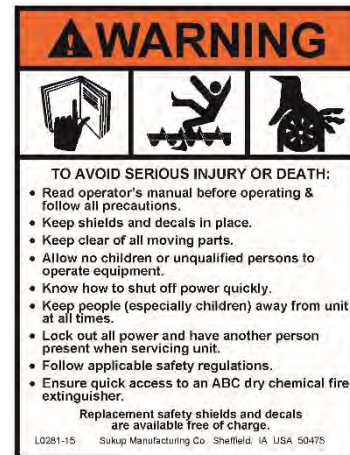 WARNING
TO AVOID SERIOUS INJURY OR DEATH:
• Read operator's manual before operating &
follow all precautions.
• Keep shields and decals in place.
• Keep clear of all moving parts.
• Allow no children or unqualified persons to
operate equipment.
• Know how to shut off power quickly.
• Keep people (especially children) away from unit
at all times.
• Lock out all power and have another person
present when servicing unit.
• Follow applicable safety regulations.
• Ensure quick access to an ABC dry chemical fire
extinguisher.
Replacement safety shields and decals
are available free of charge.
L0281-15 Sukup Manufacturing Co. Sheffield, IA USA 50475